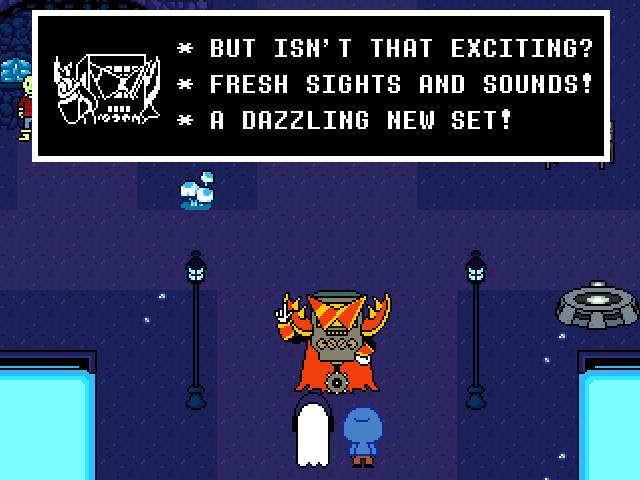 * BUT ISN'T THAT EXCITING?
* FRESH SIGHTS AND SOUNDS!
* A DAZZLING NEW SET!